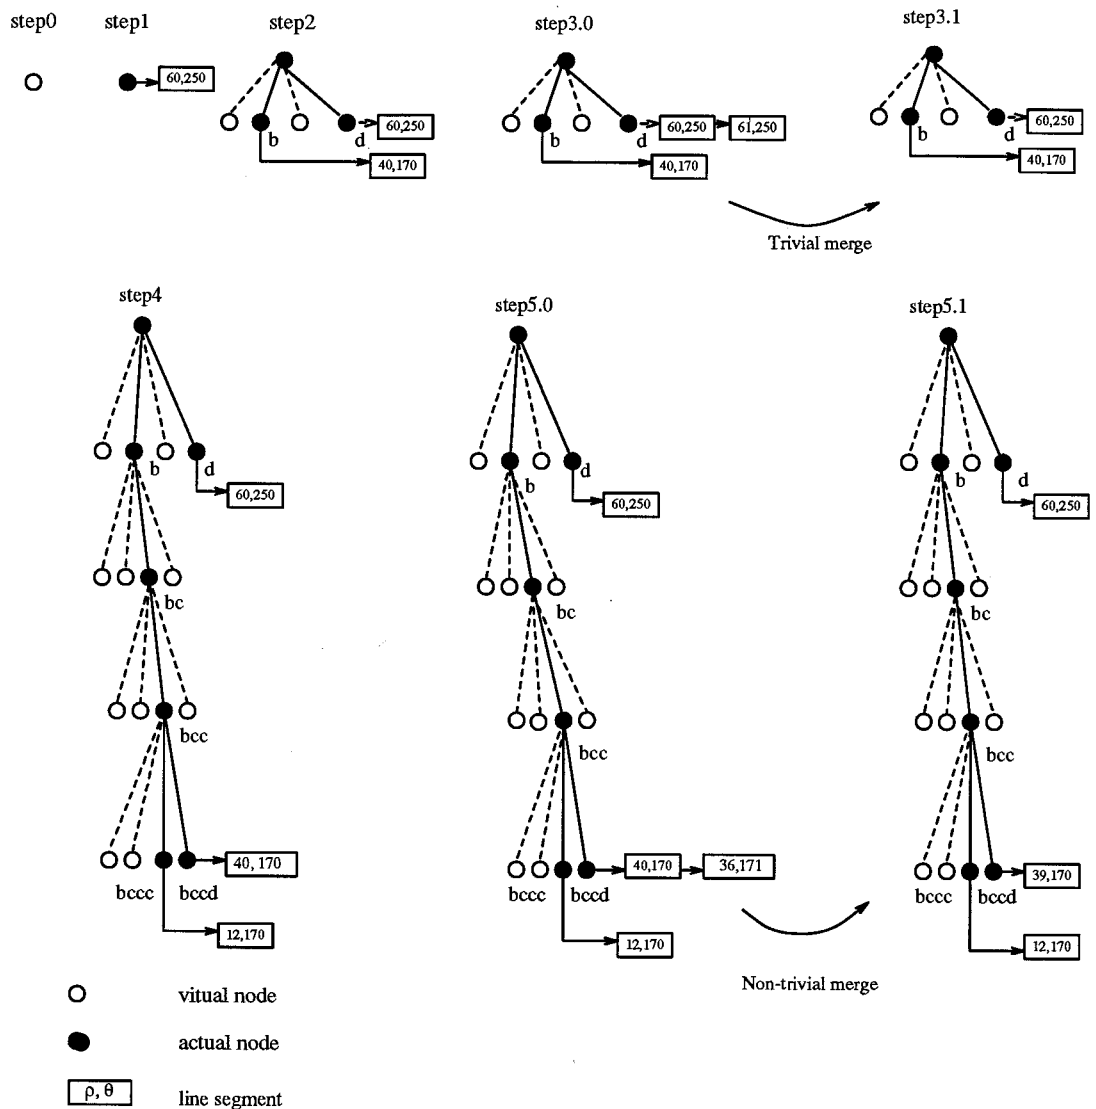 step0
step1
step2
step3.0
step3.1
60,250
60,250
b
d
40,170
60,250
61,250
b
d
40,170
60,250
b
d
40,170
Trivial merge
step4
step5.0
step5.1
b
d
60,250
bc
bcc
bccc
bccd
40, 170
12,170
b
d
60,250
bc
bcc
bccc
bccd
40,170
36,171
12,170
b
d
60,250
bc
bcc
bccc
bccd
39,170
12,170
Non-trivial merge
vitual node
actual node
ρ, θ
line segment